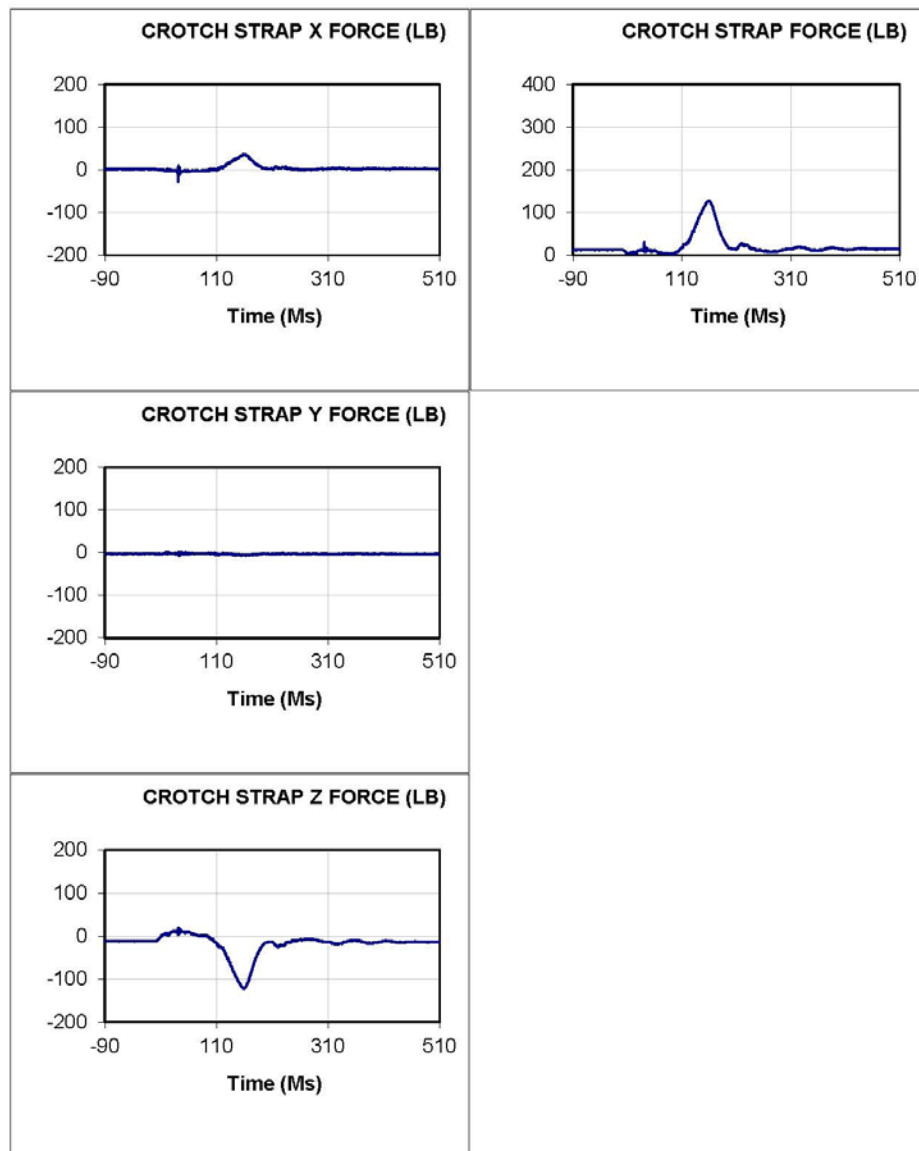 CROTCH STRAP X FORCE (LB)
200
100
0
-100
-200
-90 110 310 510
Time (Ms)
CROTCH STRAP FORCE (LB)
400
300
200
100
0
-90 110 310 510
Time (Ms)
CROTCH STRAP Y FORCE (LB)
200
100
0
-100
-200
-90 110 310 510
Time (Ms)
CROTCH STRAP Z FORCE (LB)
200
100
0
-100
-200
-90 110 310 510
Time (Ms)